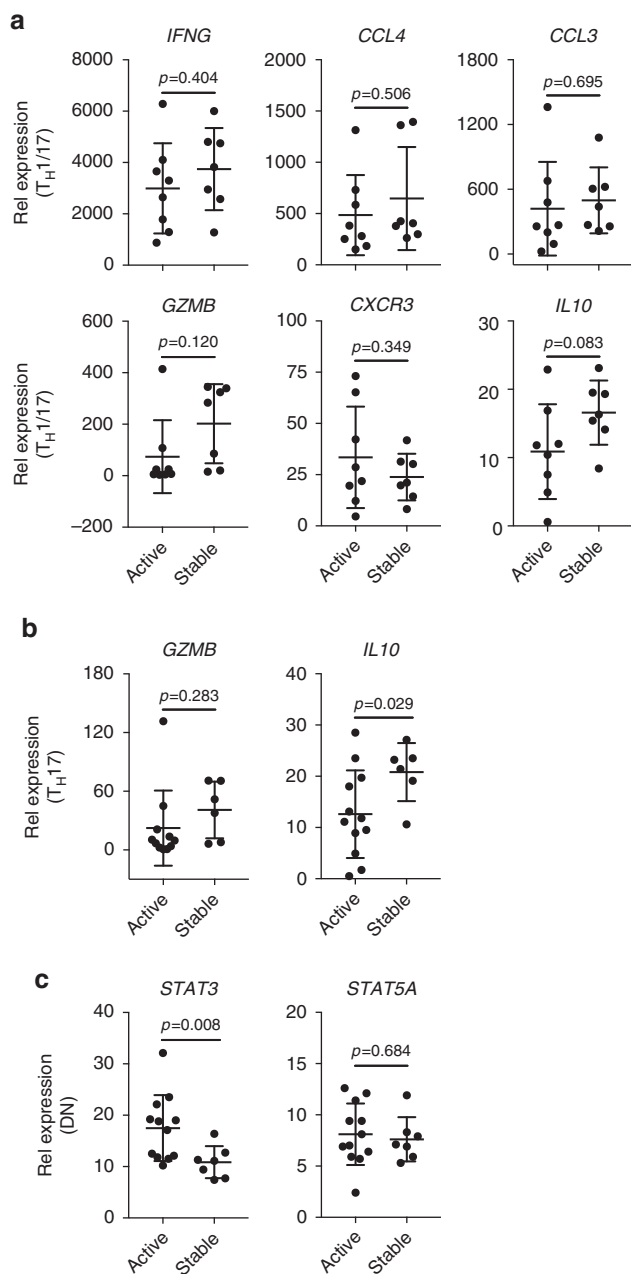 a
IFNG
CCL4
CCL3
Rel expression
(TH1/17)
8000
6000
4000
2000
0
p=0.404
2000
1500
1000
500
0
p=0.506
1800
1200
600
0
p=0.695
GZMB
CXCR3
IL10
Rel expression
(TH1/17)
600
400
200
0
–200
p=0.120
100
75
50
25
0
p=0.349
30
20
10
0
p=0.083
Active
Stable
Active
Stable
Active
Stable
b
GZMB
IL10
Rel expression
(TH17)
180
120
60
0
p=0.283
40
30
20
10
0
p=0.029
Active
Stable
Active
Stable
c
STAT3
STAT5A
Rel expression
(DN)
40
30
20
10
0
p=0.008
20
15
10
5
0
p=0.684
Active
Stable
Active
Stable